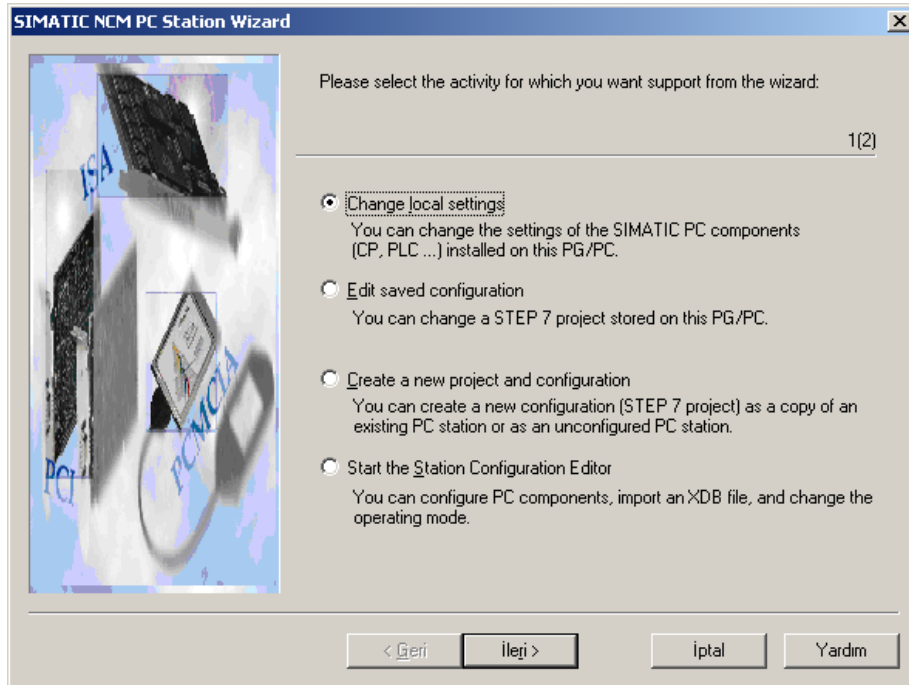 SIMATIC NCM PC Station Wizard
Please select the activity for which you want support from the wizard:
1(2)
ISA
PCI
PCMCIA
Change local settings
You can change the settings of the SIMATIC PC components
(CP, PLC ...) installed on this PG/PC.
Edit saved configuration
You can change a STEP 7 project stored on this PG/PC.
Create a new project and configuration
You can create a new configuration (STEP 7 project) as a copy of an
existing PC station or as an unconfigured PC station.
Start the Station Configuration Editor
You can configure PC components, import an XDB file, and change the
operating mode.
< Geri
İleri >
İptal
Yardım